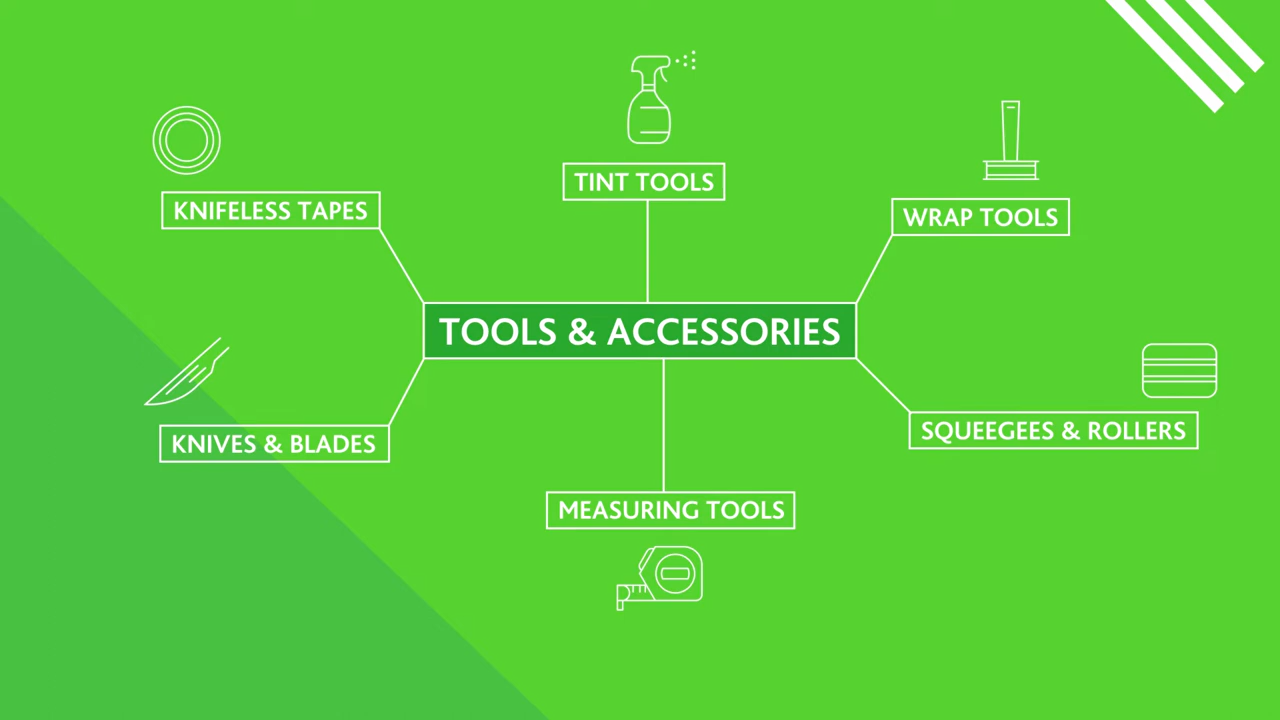 TINT TOOLS
KNIFELESS TAPES
WRAP TOOLS
TOOLS & ACCESSORIES
KNIVES & BLADES
SQUEEGEES & ROLLERS
MEASURING TOOLS